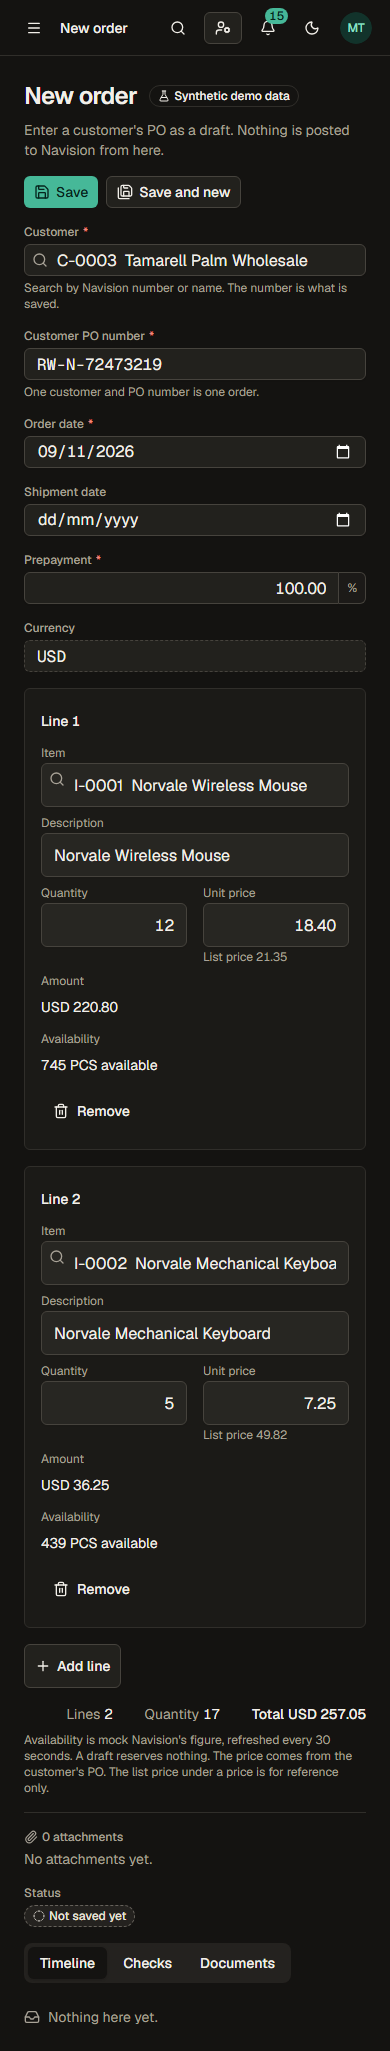 New order
15
MT
New order
Synthetic demo data
Enter a customer's PO as a draft. Nothing is posted
to Navision from here.
Save
Save and new
Customer *
C-0003 Tamarell Palm Wholesale
Search by Navision number or name. The number is what is
saved.
Customer PO number *
RW-N-72473219
One customer and PO number is one order.
Order date *
09/11/2026
Shipment date
dd/mm/yyyy
Prepayment *
100.00 %
Currency
USD
Line 1
Item
I-0001 Norvale Wireless Mouse
Description
Norvale Wireless Mouse
Quantity Unit price
12 18.40
List price 21.35
Amount
USD 220.80
Availability
745 PCS available
Remove
Line 2
Item
I-0002 Norvale Mechanical Keyboa
Description
Norvale Mechanical Keyboard
Quantity Unit price
5 7.25
List price 49.82
Amount
USD 36.25
Availability
439 PCS available
Remove
Add line
Lines 2 Quantity 17 Total USD 257.05
Availability is mock Navision's figure, refreshed every 30
seconds. A draft reserves nothing. The price comes from the
customer's PO. The list price under a price is for reference
only.
0 attachments
No attachments yet.
Status
Not saved yet
Timeline Checks Documents
Nothing here yet.